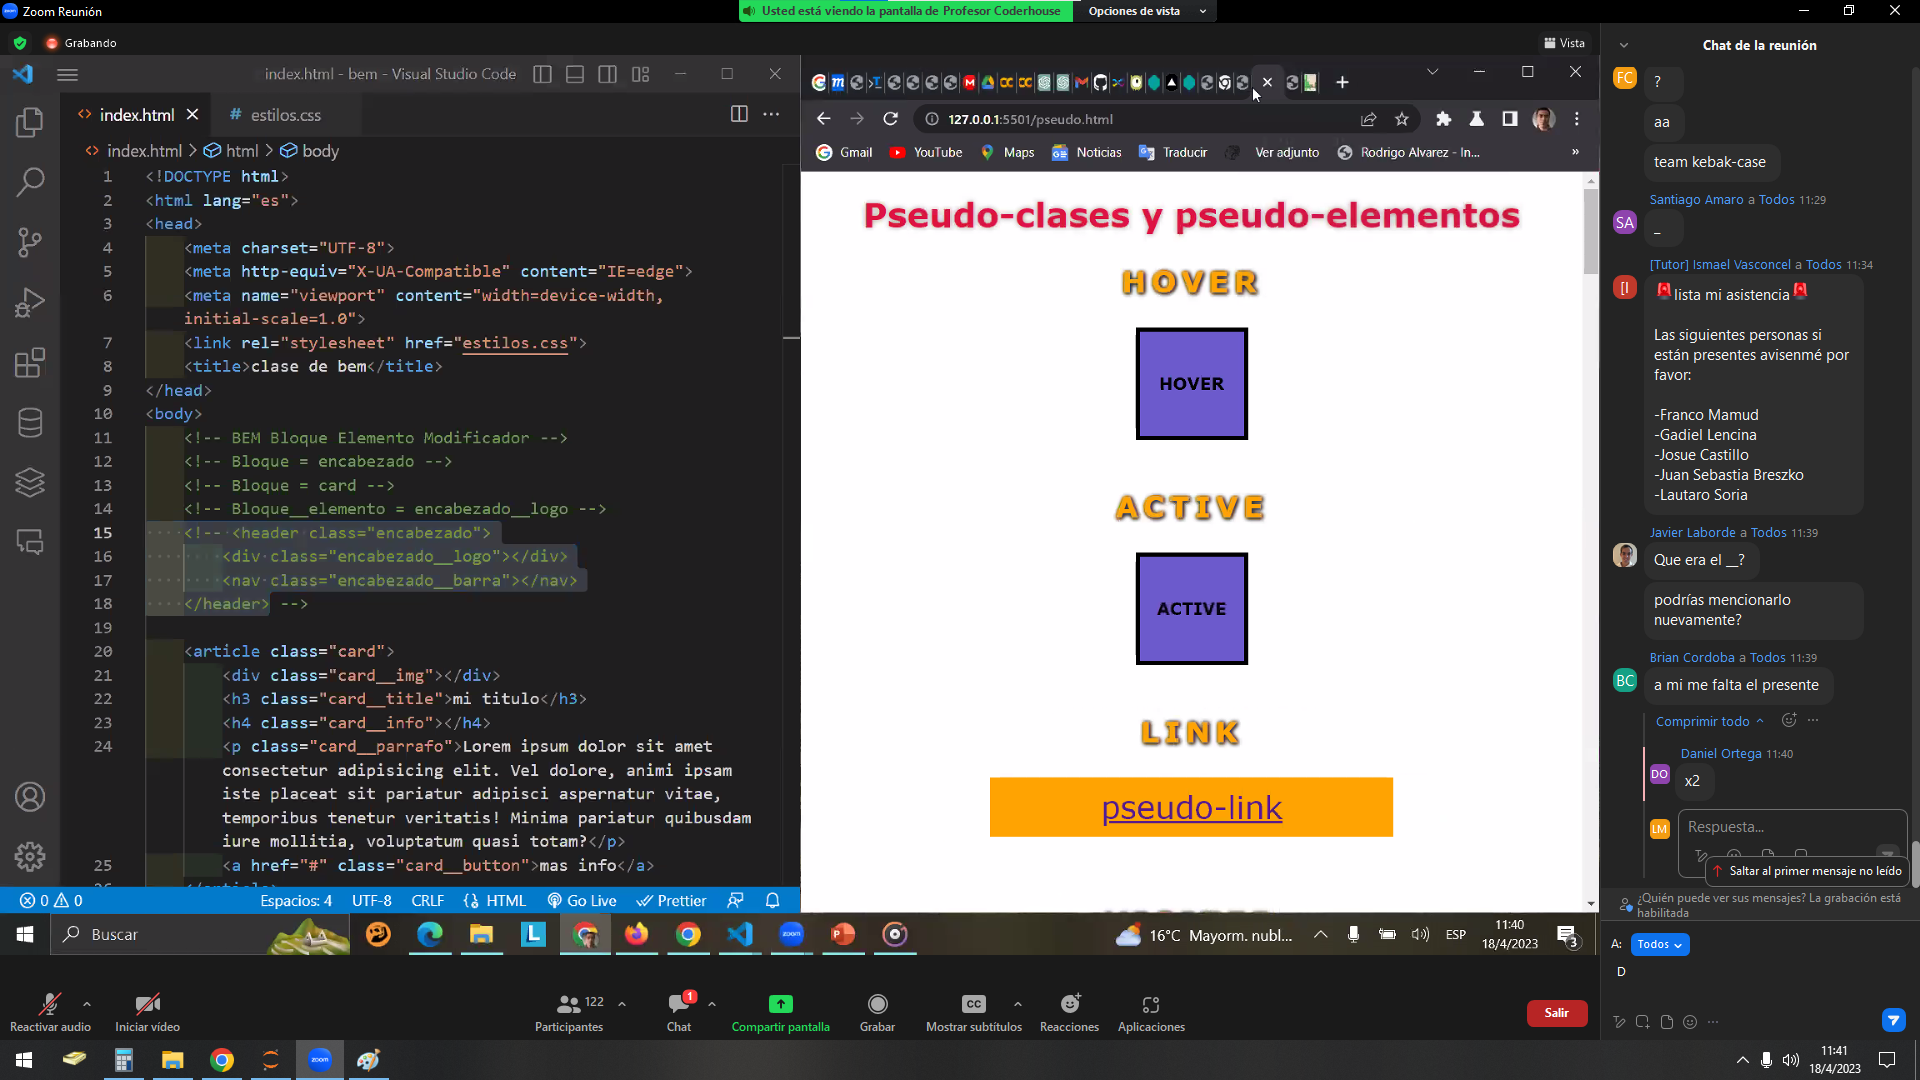 Zoom Reunión
Usted está viendo la pantalla de Profesor Coderhouse
Opciones de vista
Grabando
Vista
index.html - bem - Visual Studio Code
index.html
# estilos.css
index.html > html > body
1 <!DOCTYPE html>
2 <html lang="es">
3 <head>
4 <meta charset="UTF-8">
5 <meta http-equiv="X-UA-Compatible" content="IE=edge">
6 <meta name="viewport" content="width=device-width,
initial-scale=1.0">
7 <link rel="stylesheet" href="estilos.css">
8 <title>clase de bem</title>
9 </head>
10 <body>
11 <!-- BEM Bloque Elemento Modificador -->
12 <!-- Bloque = encabezado -->
13 <!-- Bloque = card -->
14 <!-- Bloque__elemento = encabezado__logo -->
15 <!-- <header class="encabezado">
16 <div class="encabezado__logo"></div>
17 <nav class="encabezado__barra"></nav>
18 </header> -->
19
20 <article class="card">
21 <div class="card__img"></div>
22 <h3 class="card__title">mi titulo</h3>
23 <h4 class="card__info"></h4>
24 <p class="card__parrafo">Lorem ipsum dolor sit amet
consectetur adipisicing elit. Vel dolore, animi ipsam
iste placeat sit pariatur adipisci aspernatur vitae,
temporibus tenetur veritatis! Minima pariatur quibusdam
iure mollitia, voluptatum quasi totam?</p>
25 <a href="#" class="card__button">mas info</a>
0 0
Espacios: 4
UTF-8
CRLF
HTML
Go Live
Prettier
127.0.0.1:5501/pseudo.html
Gmail
YouTube
Maps
Noticias
Traducir
Ver adjunto
Rodrigo Alvarez - In...
»
Pseudo-clases y pseudo-elementos
HOVER
HOVER
ACTIVE
ACTIVE
LINK
pseudo-link
Buscar
16°C Mayorm. nubl...
ESP
11:40
18/4/2023
3
Chat de la reunión
FC
?
aa
team kebak-case
Santiago Amaro a Todos 11:29
SA
_
[Tutor] Ismael Vasconcel a Todos 11:34
[I
lista mi asistencia
Las siguientes personas si
están presentes avisenmé por
favor:
-Franco Mamud
-Gadiel Lencina
-Josue Castillo
-Juan Sebastia Breszko
-Lautaro Soria
Javier Laborde a Todos 11:39
Que era el __?
podrías mencionarlo
nuevamente?
Brian Cordoba a Todos 11:39
BC
a mi me falta el presente
Comprimir todo
Daniel Ortega 11:40
DO
x2
LM
Respuesta...
Saltar al primer mensaje no leído
¿Quién puede ver sus mensajes? La grabación está
habilitada
A: Todos
D
Reactivar audio
Iniciar vídeo
122
Participantes
1
Chat
Compartir pantalla
Grabar
CC
Mostrar subtítulos
Reacciones
Aplicaciones
Salir
zoom
11:41
18/4/2023